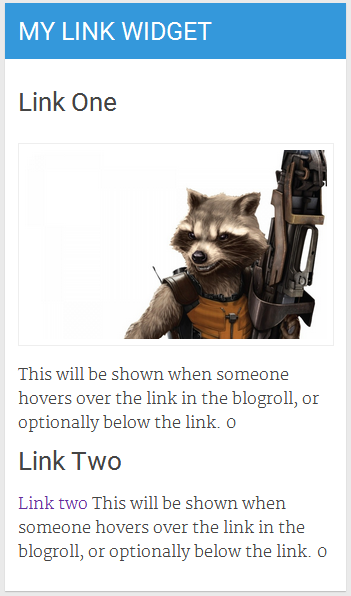 MY LINK WIDGET
Link One
This will be shown when someone
hovers over the link in the blogroll, or
optionally below the link. 0
Link Two
Link two This will be shown when
someone hovers over the link in the
blogroll, or optionally below the link. 0